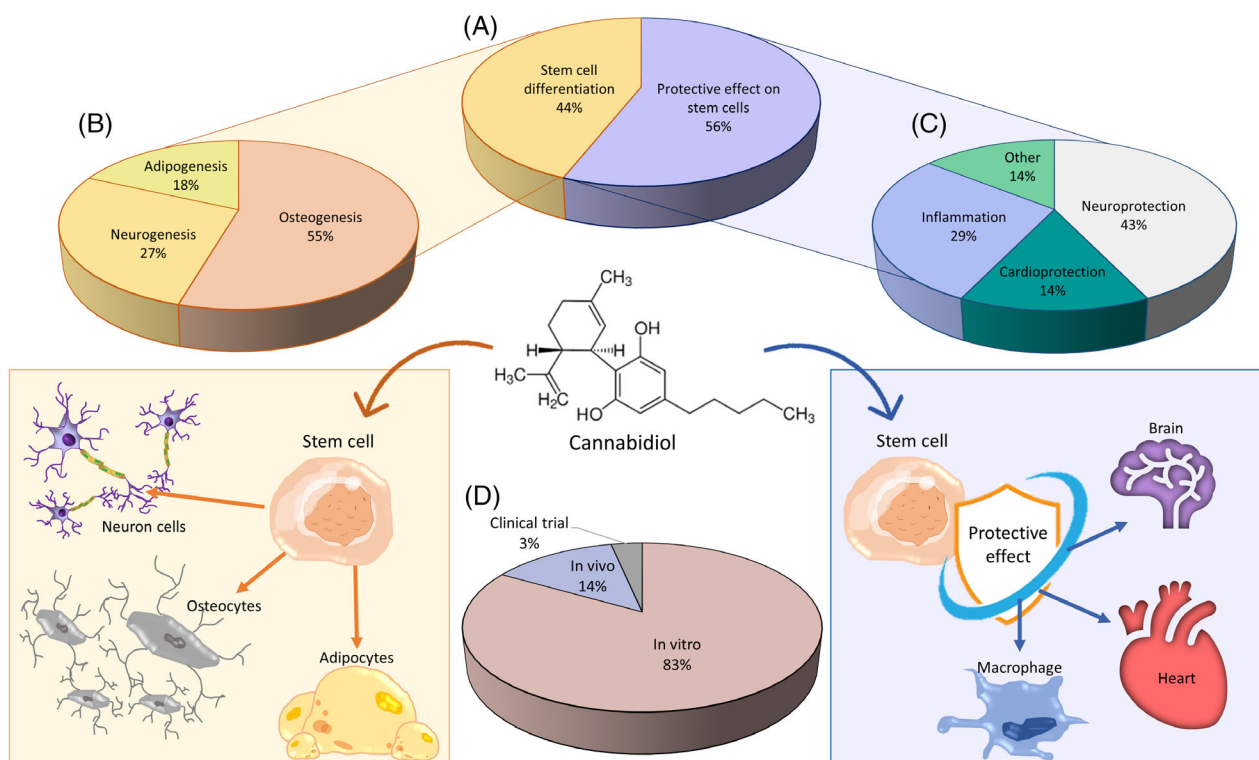 (A)
Stem cell
differentiation
44%
Protective effect on
stem cells
56%
(B)
Adipogenesis
18%
Neurogenesis
27%
Osteogenesis
55%
(C)
Other
14%
Neuroprotection
43%
Inflammation
29%
Cardioprotection
14%
CH₃
OH
H
H
H₃C
H₂C
HO
CH₃
Cannabidiol
Stem cell
Neuron cells
Osteocytes
Adipocytes
(D)
Clinical trial
3%
In vivo
14%
In vitro
83%
Stem cell
Protective
effect
Brain
Heart
Macrophage